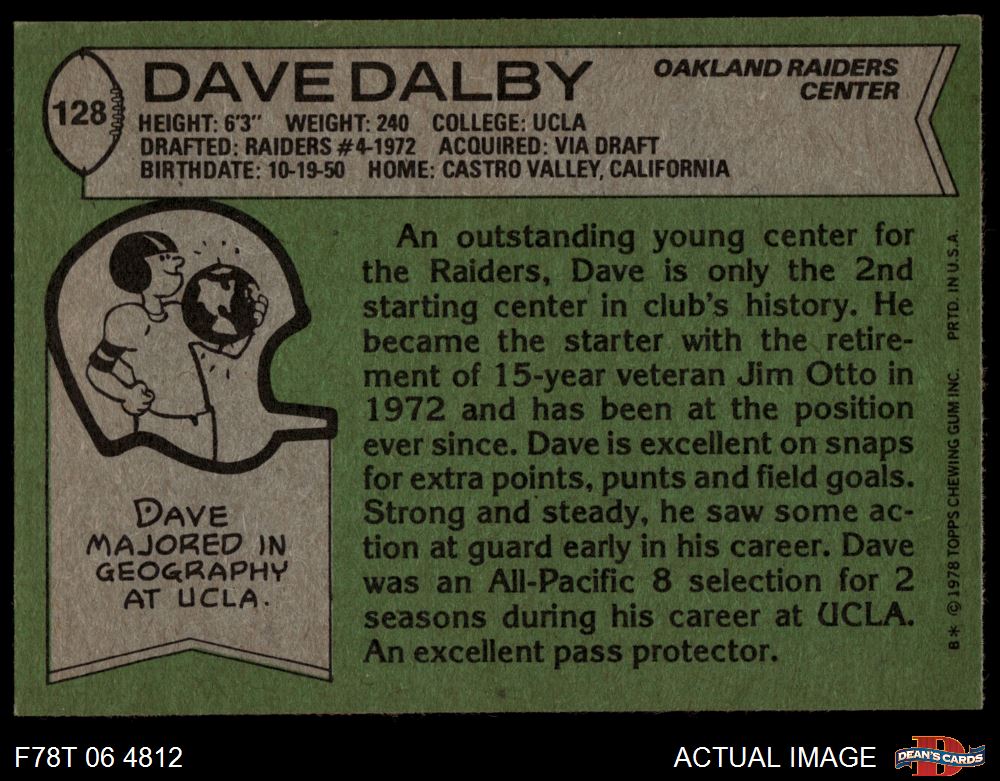 128
DAVE DALBY
OAKLAND RAIDERS
CENTER
HEIGHT: 6'3" WEIGHT: 240 COLLEGE: UCLA
DRAFTED: RAIDERS #4-1972 ACQUIRED: VIA DRAFT
BIRTHDATE: 10-19-50 HOME: CASTRO VALLEY, CALIFORNIA
An outstanding young center for
the Raiders, Dave is only the 2nd
starting center in club's history. He
became the starter with the retire-
ment of 15-year veteran Jim Otto in
1972 and has been at the position
ever since. Dave is excellent on snaps
for extra points, punts and field goals.
Strong and steady, he saw some ac-
tion at guard early in his career. Dave
was an All-Pacific 8 selection for 2
seasons during his career at UCLA.
An excellent pass protector.
DAVE
MAJORED IN
GEOGRAPHY
AT UCLA.
B* © 1978 TOPPS CHEWING GUM INC. PRTD. IN U.S.A.
F78T 06 4812
ACTUAL IMAGE
D
DEAN'S CARDS